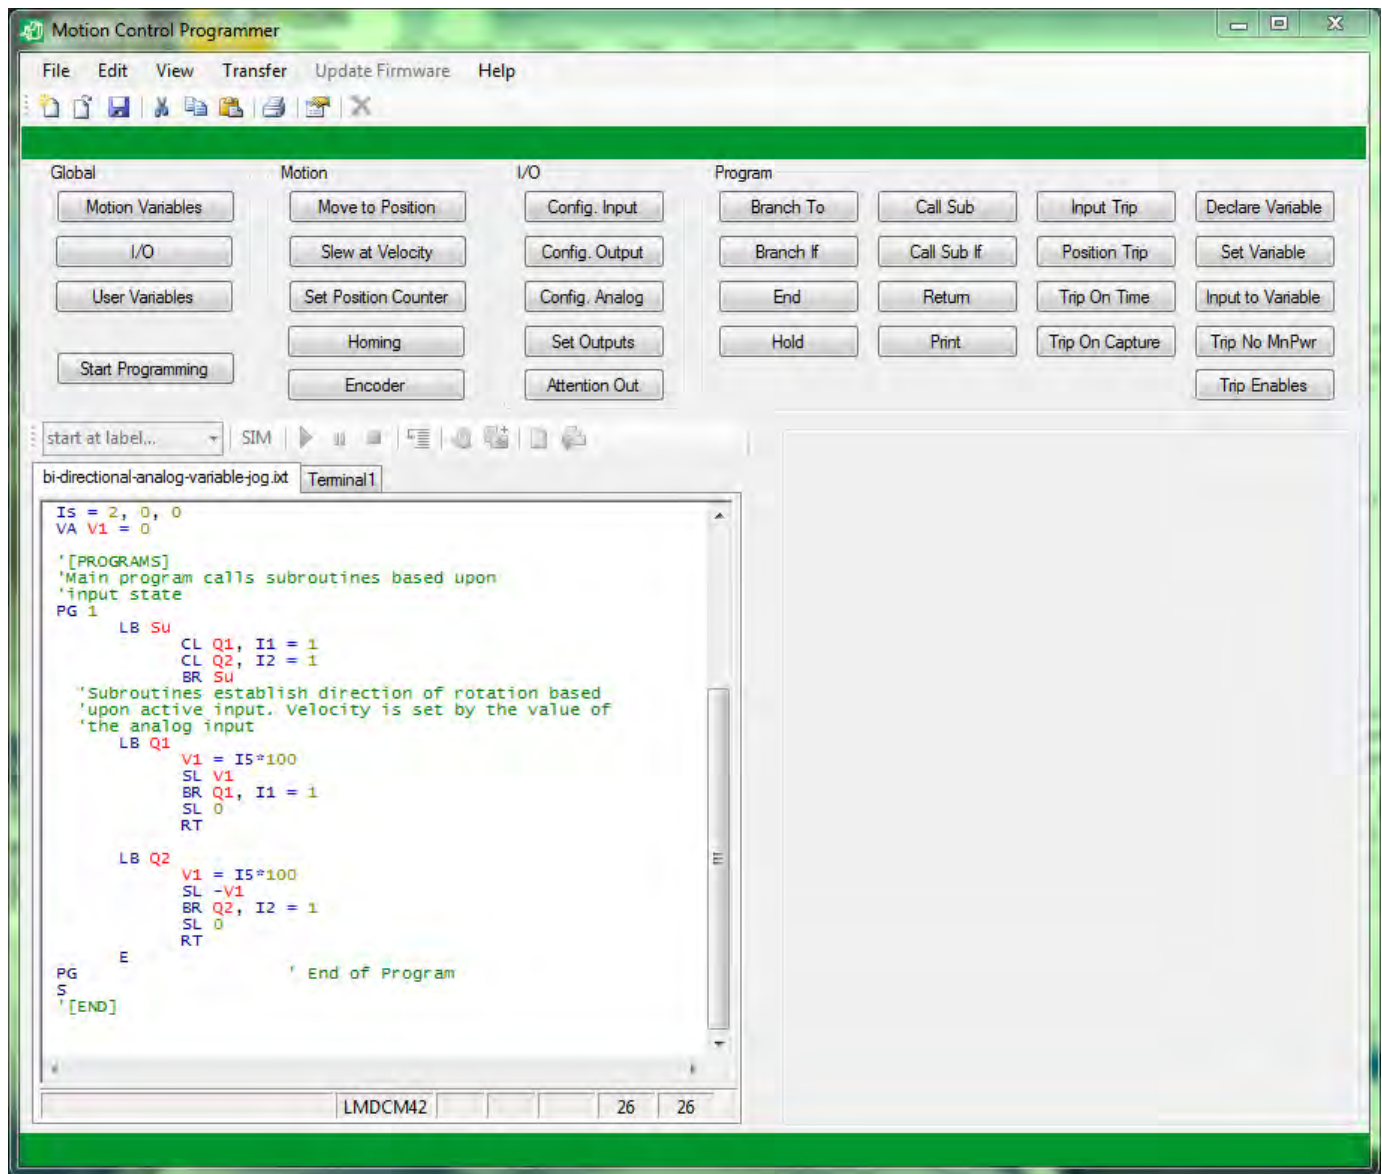 Motion Control Programmer
File Edit View Transfer Update Firmware Help
Global Motion I/O Program
Motion Variables Move to Position Config. Input Branch To Call Sub Input Trip Declare Variable
I/O Slew at Velocity Config. Output Branch If Call Sub If Position Trip Set Variable
User Variables Set Position Counter Config. Analog End Return Trip On Time Input to Variable
Homing Set Outputs Hold Print Trip On Capture Trip No MnPwr
Start Programming Encoder Attention Out Trip Enables
start at label... SIM
bi-directional-analog-variable-jog.ixt Terminal1
Is = 2, 0, 0
VA V1 = 0
'[PROGRAMS]
'Main program calls subroutines based upon
'input state
PG 1
LB Su
CL Q1, I1 = 1
CL Q2, I2 = 1
BR Su
'Subroutines establish direction of rotation based
'upon active input. Velocity is set by the value of
'the analog input
LB Q1
V1 = I5*100
SL V1
BR Q1, I1 = 1
SL 0
RT
LB Q2
V1 = I5*100
SL -V1
BR Q2, I2 = 1
SL 0
RT
E
PG ' End of Program
S
'[END]
LMDCM42 26 26